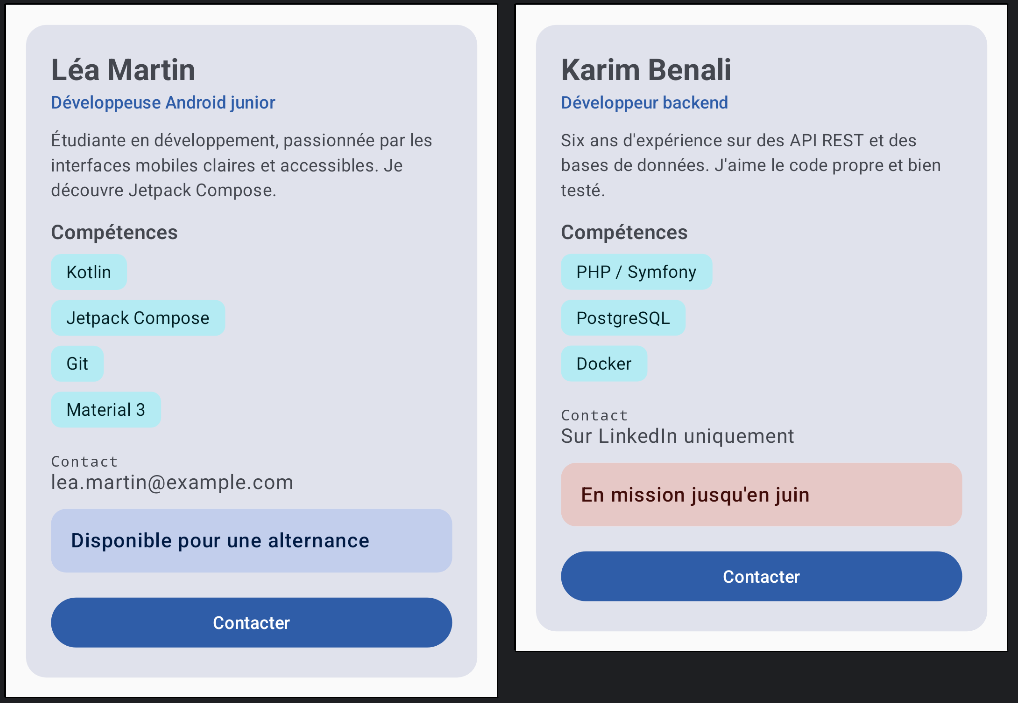 Léa Martin
Développeuse Android junior
Étudiante en développement, passionnée par les
interfaces mobiles claires et accessibles. Je
découvre Jetpack Compose.
Compétences
Kotlin
Jetpack Compose
Git
Material 3
Contact
lea.martin@example.com
Disponible pour une alternance
Contacter
Karim Benali
Développeur backend
Six ans d'expérience sur des API REST et des
bases de données. J'aime le code propre et bien
testé.
Compétences
PHP / Symfony
PostgreSQL
Docker
Contact
Sur LinkedIn uniquement
En mission jusqu'en juin
Contacter